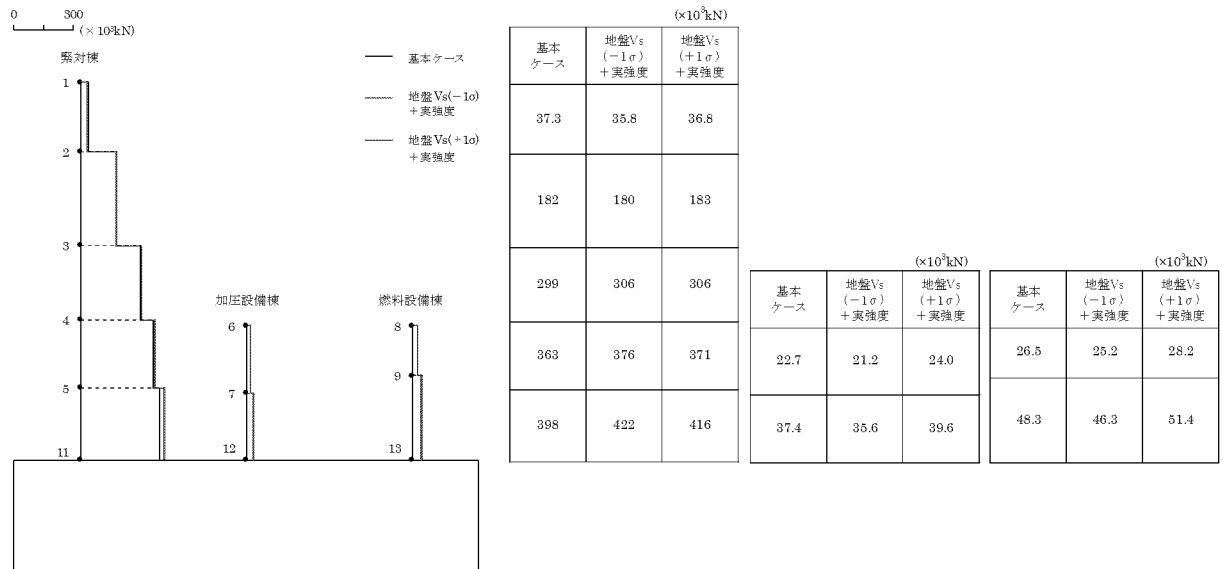 0 300
(×10³kN)
緊対棟
1
2
3
4
5
11
加圧設備棟
6
7
12
燃料設備棟
8
9
13
基本ケース
地盤Vs(−1σ)
＋実強度
地盤Vs(+1σ)
＋実強度
(×10³kN)
基本
ケース
地盤Vs
(−1σ)
＋実強度
地盤Vs
(+1σ)
＋実強度
37.3 35.8 36.8
182 180 183
299 306 306
363 376 371
398 422 416
(×10³kN)
基本
ケース
地盤Vs
(−1σ)
＋実強度
地盤Vs
(+1σ)
＋実強度
22.7 21.2 24.0
37.4 35.6 39.6
(×10³kN)
基本
ケース
地盤Vs
(−1σ)
＋実強度
地盤Vs
(+1σ)
＋実強度
26.5 25.2 28.2
48.3 46.3 51.4